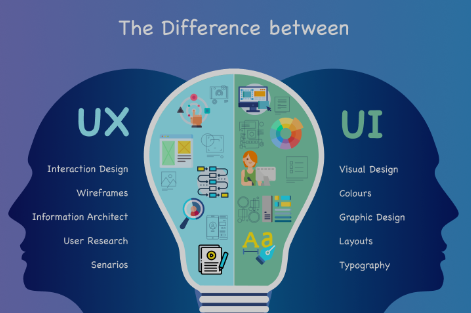 The Difference between
UX
Interaction Design
Wireframes
Information Architect
User Research
Senarios
Aa
UI
Visual Design
Colours
Graphic Design
Layouts
Typography